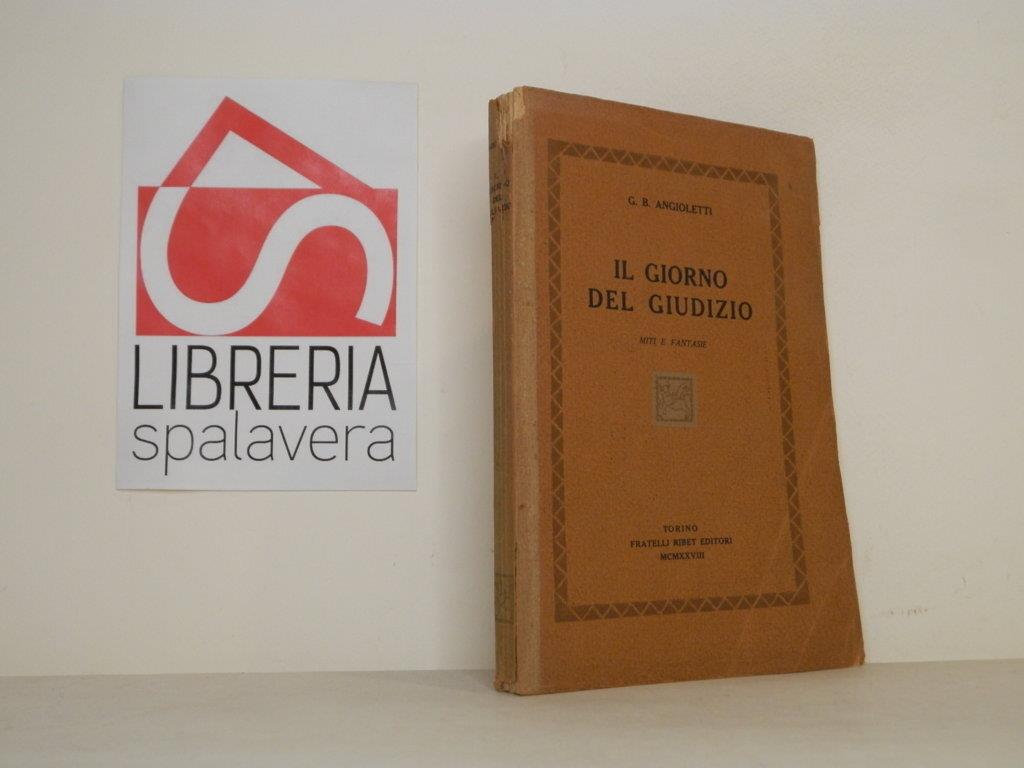 LIBRERIA
spalavera
G. B. ANGIOLETTI
IL GIORNO
DEL GIUDIZIO
MITI E FANTASIE
TORINO
FRATELLI RIBET EDITORI
MCMXXVIII